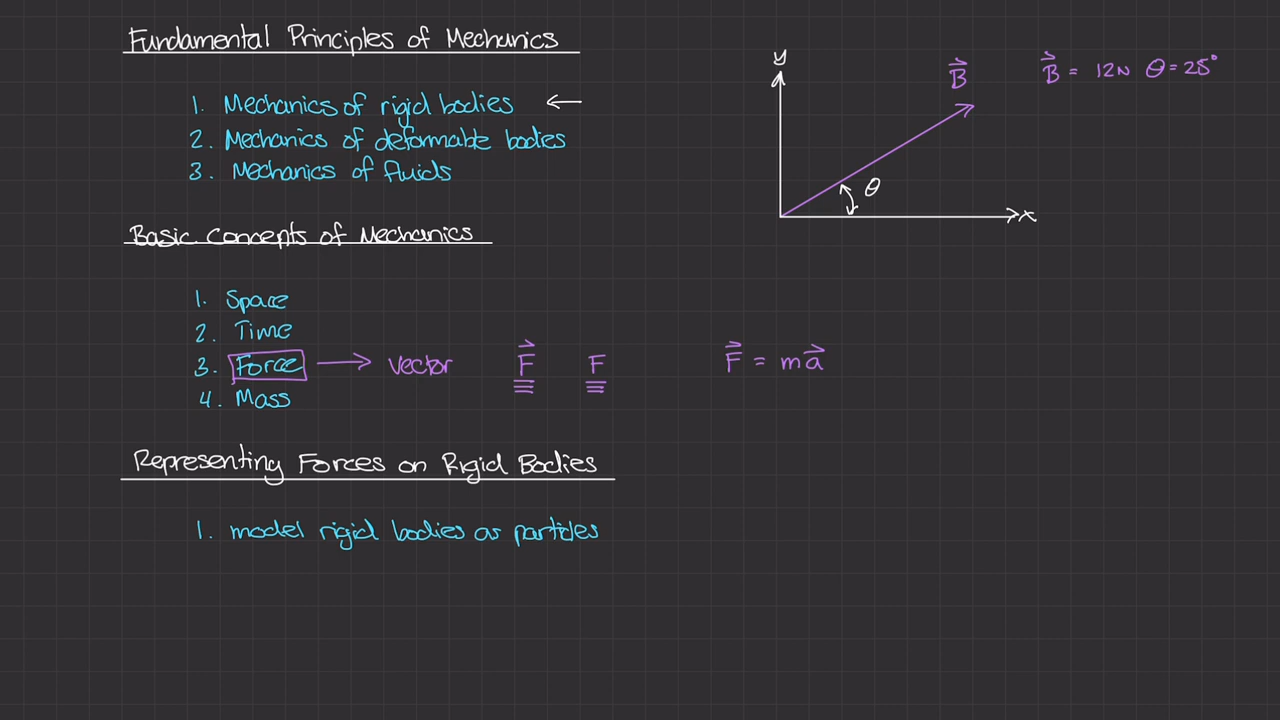 Fundamental Principles of Mechanics
1. Mechanics of rigid bodies ←
2. Mechanics of deformable bodies
3. Mechanics of fluids
Basic Concepts of Mechanics
1. Space
2. Time
3. Force → Vector F⃗ F F⃗ = ma⃗
4. Mass
Representing Forces on Rigid Bodies
1. model rigid bodies as particles
y
B⃗
B⃗ = 12N θ = 25°
θ
x